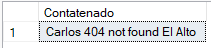 Contatenado
1 Carlos 404 not found El Alto